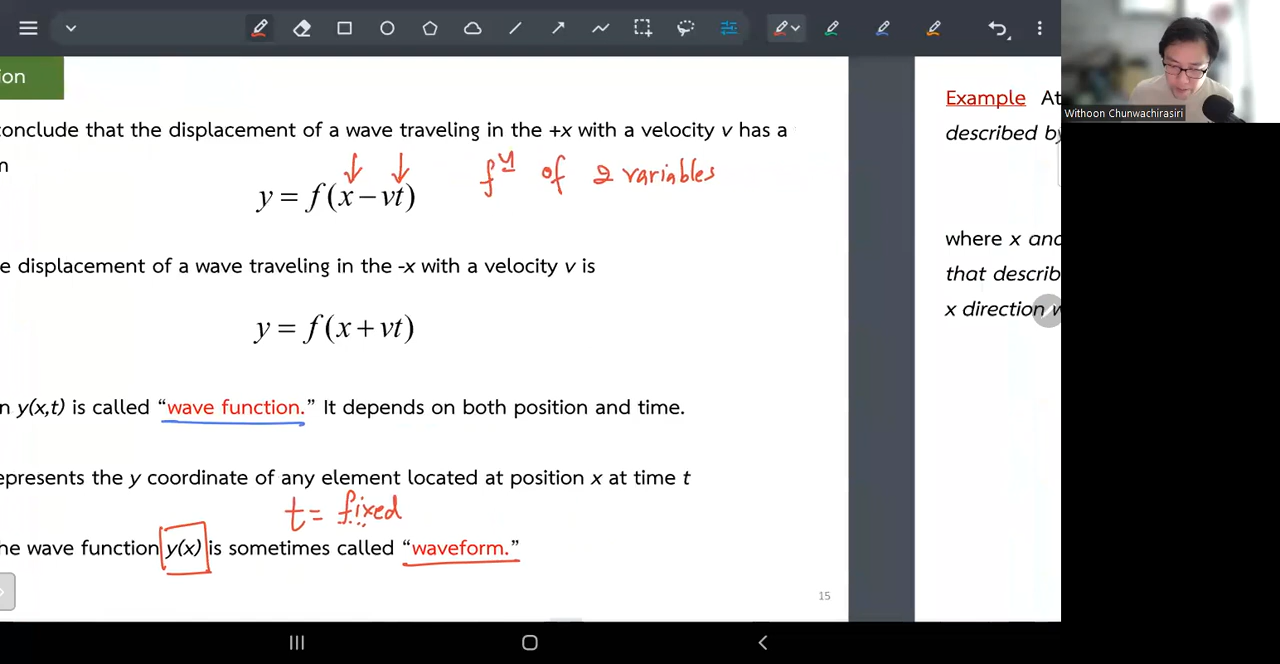 ion
Example At
conclude that the displacement of a wave traveling in the +x with a velocity v has a
described by
Withoon Chunwachirasiri
y = f(x − vt)
fⁿ of 2 variables
where x and
e displacement of a wave traveling in the -x with a velocity v is
that describ
x direction w
y = f(x + vt)
n y(x,t) is called “wave function.” It depends on both position and time.
epresents the y coordinate of any element located at position x at time t
t = fixed
he wave function y(x) is sometimes called “waveform.”
15